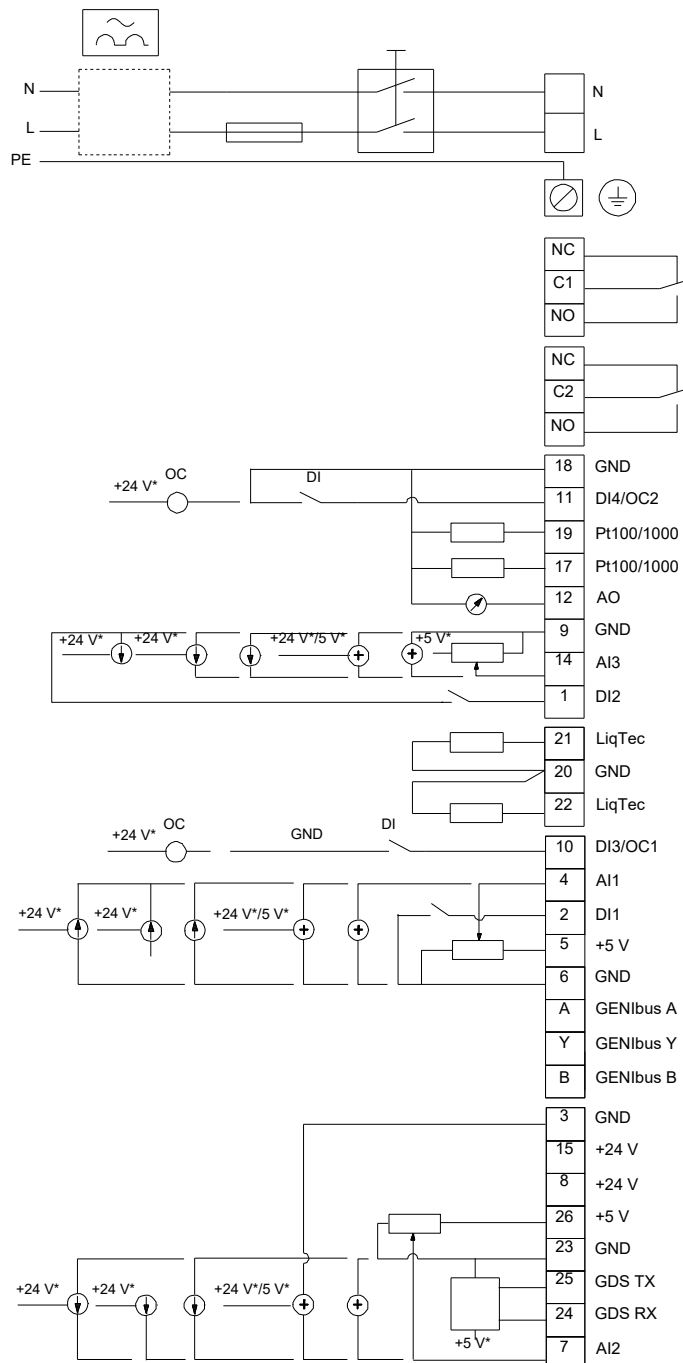 N N
L L
PE
NC
C1
NO
NC
C2
NO
18 GND
+24 V* OC DI 11 DI4/OC2
19 Pt100/1000
17 Pt100/1000
12 AO
9 GND
+24 V* +24 V* +24 V*/5 V* +5 V*
14 AI3
1 DI2
21 LiqTec
20 GND
22 LiqTec
+24 V* OC GND DI 10 DI3/OC1
4 AI1
+24 V* +24 V* +24 V*/5 V* 2 DI1
5 +5 V
6 GND
A GENIbus A
Y GENIbus Y
B GENIbus B
3 GND
15 +24 V
8 +24 V
26 +5 V
23 GND
25 GDS TX
+24 V* +24 V* +24 V*/5 V*
24 GDS RX
+5 V*
7 AI2